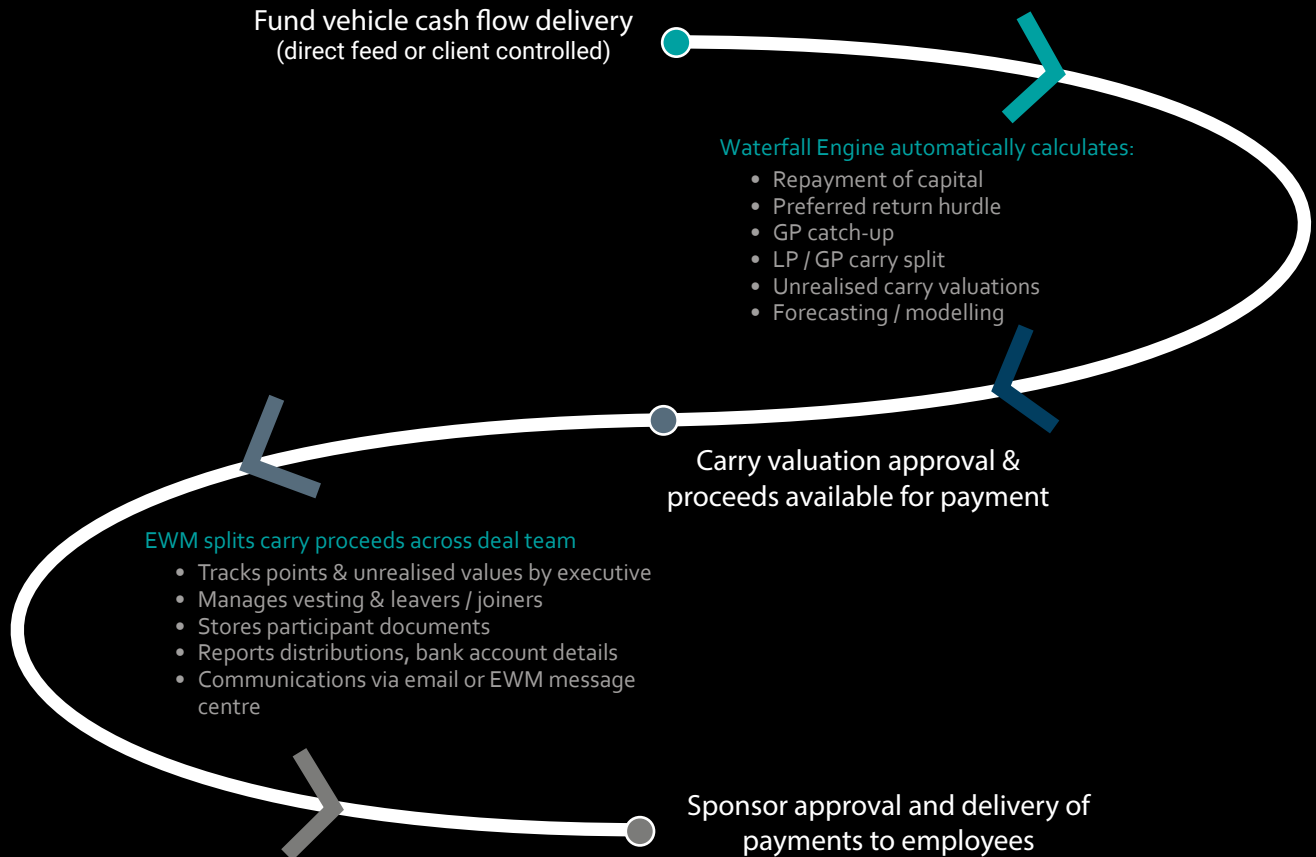 Fund vehicle cash flow delivery
(direct feed or client controlled)
Waterfall Engine automatically calculates:
• Repayment of capital
• Preferred return hurdle
• GP catch-up
• LP / GP carry split
• Unrealised carry valuations
• Forecasting / modelling
Carry valuation approval &
proceeds available for payment
EWM splits carry proceeds across deal team
• Tracks points & unrealised values by executive
• Manages vesting & leavers / joiners
• Stores participant documents
• Reports distributions, bank account details
• Communications via email or EWM message
centre
Sponsor approval and delivery of
payments to employees